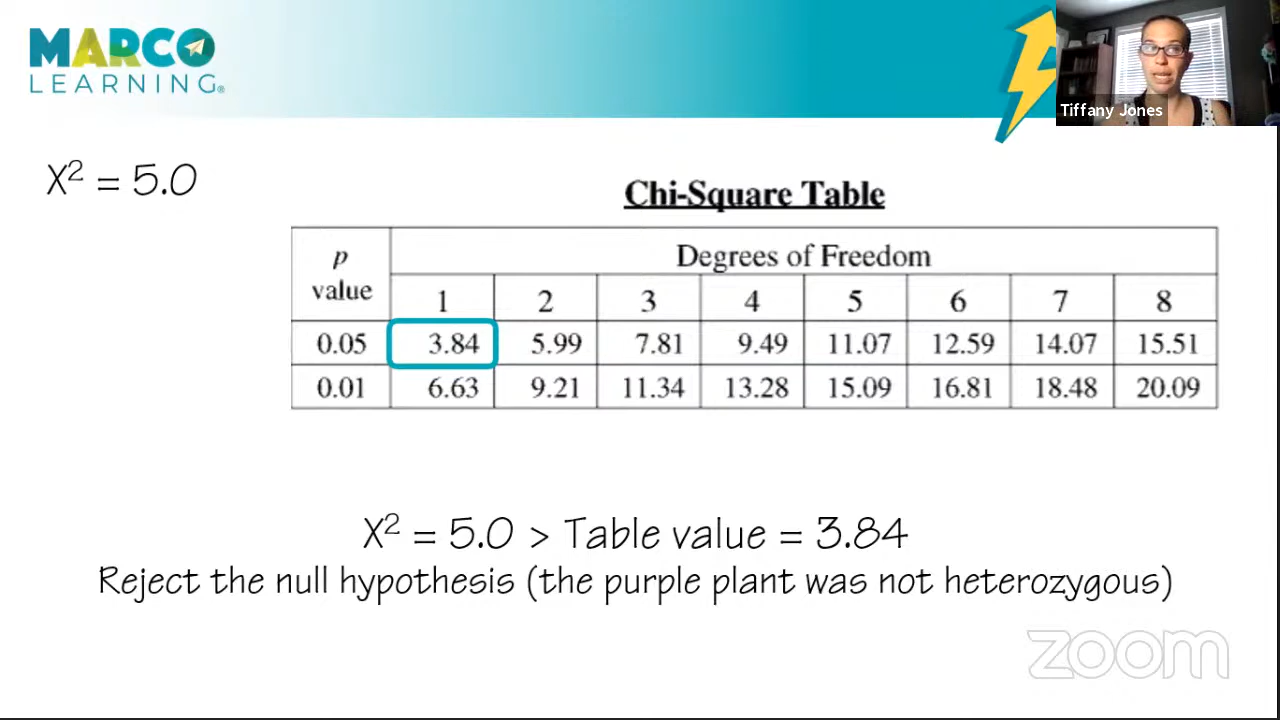 MARCO
LEARNING®
Tiffany Jones
X² = 5.0
Chi-Square Table
p value
Degrees of Freedom
1 2 3 4 5 6 7 8
0.05 3.84 5.99 7.81 9.49 11.07 12.59 14.07 15.51
0.01 6.63 9.21 11.34 13.28 15.09 16.81 18.48 20.09
X² = 5.0 > Table value = 3.84
Reject the null hypothesis (the purple plant was not heterozygous)
zoom